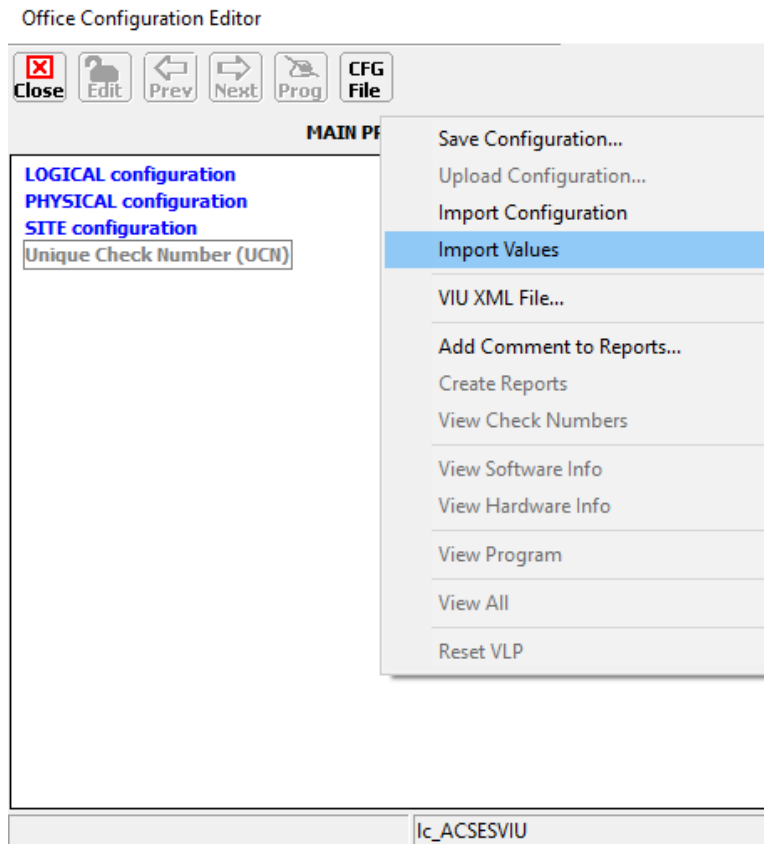 Office Configuration Editor
Close Edit Prev Next Prog CFG File
MAIN PR
LOGICAL configuration
PHYSICAL configuration
SITE configuration
Unique Check Number (UCN)
Save Configuration...
Upload Configuration...
Import Configuration
Import Values
VIU XML File...
Add Comment to Reports...
Create Reports
View Check Numbers
View Software Info
View Hardware Info
View Program
View All
Reset VLP
lc_ACSESVIU